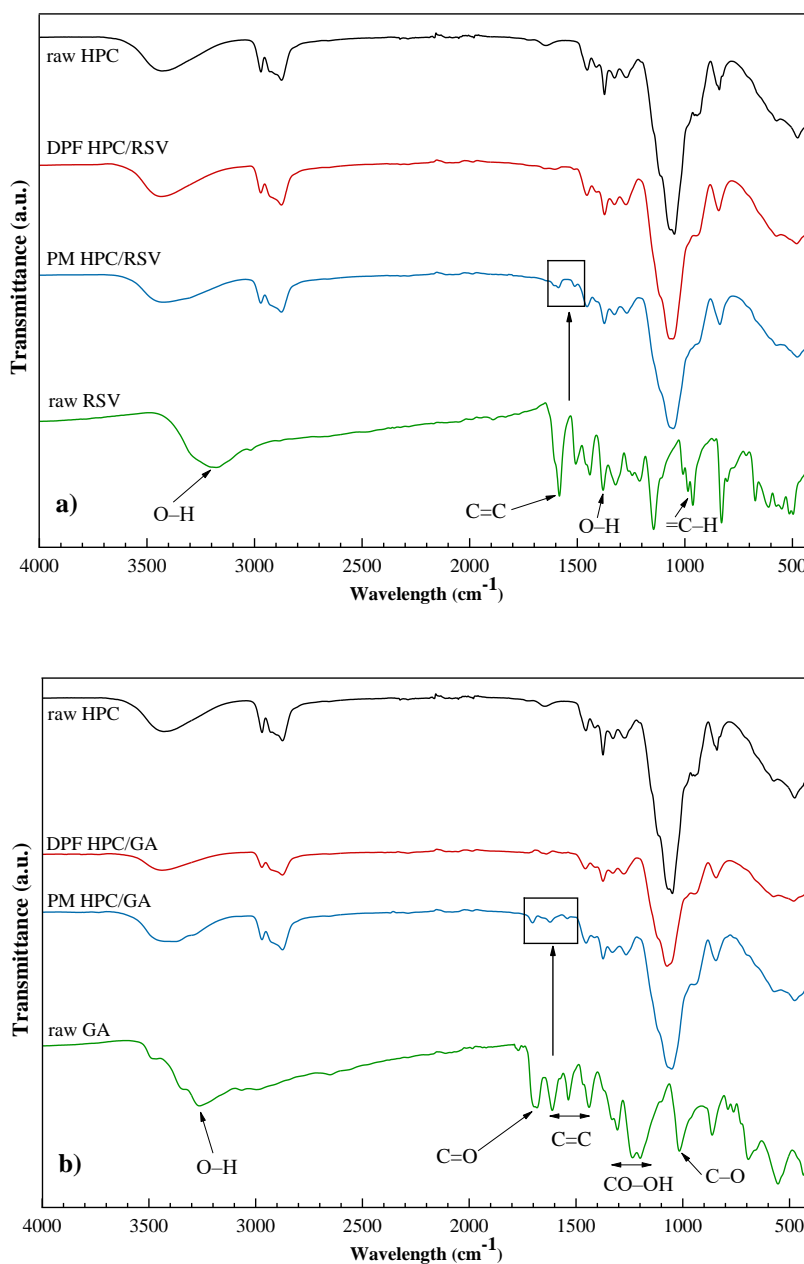 raw HPC
DPF HPC/RSV
PM HPC/RSV
raw RSV
Transmittance (a.u.)
a)
O–H
C=C
O–H
=C–H
4000 3500 3000 2500 2000 1500 1000 500
Wavelength (cm-1)
raw HPC
DPF HPC/GA
PM HPC/GA
raw GA
Transmittance (a.u.)
b)
O–H
C=O
C=C
CO–OH
C–O
4000 3500 3000 2500 2000 1500 1000 500
Wavelength (cm-1)